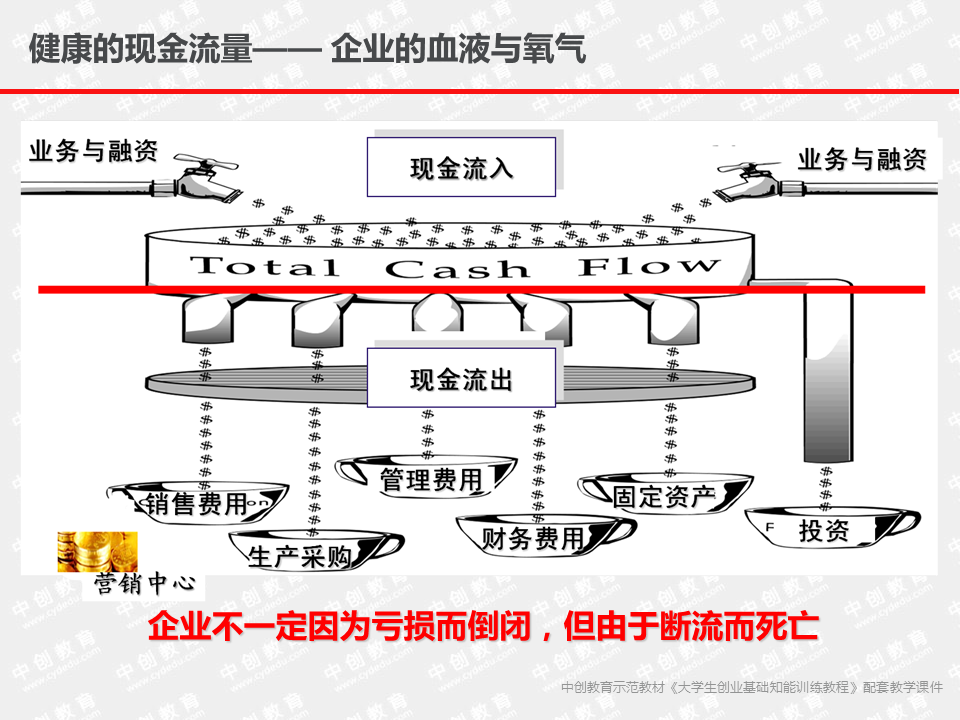 健康的现金流量—— 企业的血液与氧气
业务与融资
现金流入
业务与融资
Total Cash Flow
现金流出
管理费用
销售费用on
固定资产
F
投资
财务费用
生产采购
营销中心
企业不一定因为亏损而倒闭，但由于断流而死亡
中创教育示范教材《大学生创业基础知能训练教程》配套教学课件